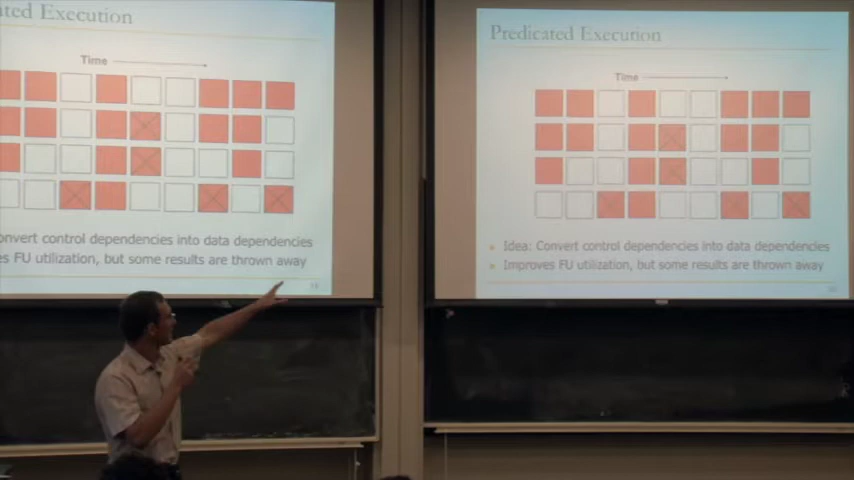 ated Execution
Time
onvert control dependencies into data dependencies
es FU utilization, but some results are thrown away
Predicated Execution
Time
Idea: Convert control dependencies into data dependencies
Improves FU utilization, but some results are thrown away